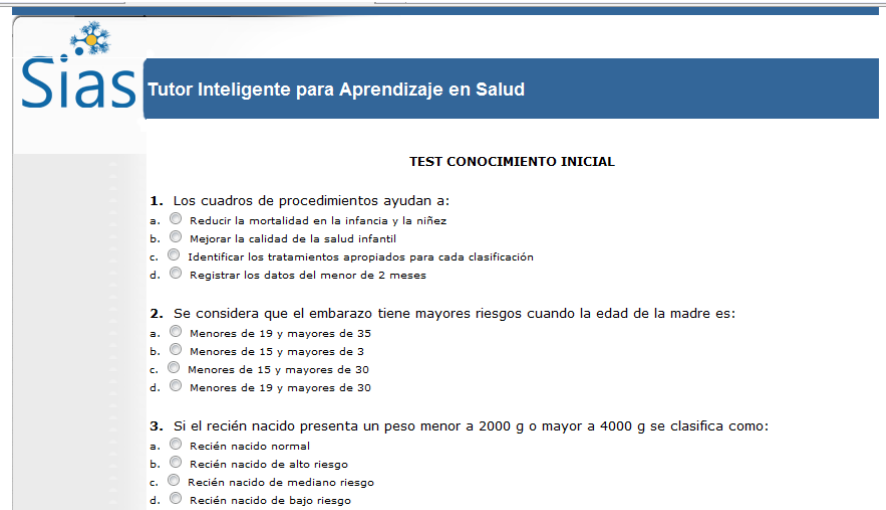 Sias
Tutor Inteligente para Aprendizaje en Salud
TEST CONOCIMIENTO INICIAL
1. Los cuadros de procedimientos ayudan a:
a. Reducir la mortalidad en la infancia y la niñez
b. Mejorar la calidad de la salud infantil
c. Identificar los tratamientos apropiados para cada clasificación
d. Registrar los datos del menor de 2 meses
2. Se considera que el embarazo tiene mayores riesgos cuando la edad de la madre es:
a. Menores de 19 y mayores de 35
b. Menores de 15 y mayores de 3
c. Menores de 15 y mayores de 30
d. Menores de 19 y mayores de 30
3. Si el recién nacido presenta un peso menor a 2000 g o mayor a 4000 g se clasifica como:
a. Recién nacido normal
b. Recién nacido de alto riesgo
c. Recién nacido de mediano riesgo
d. Recién nacido de bajo riesgo